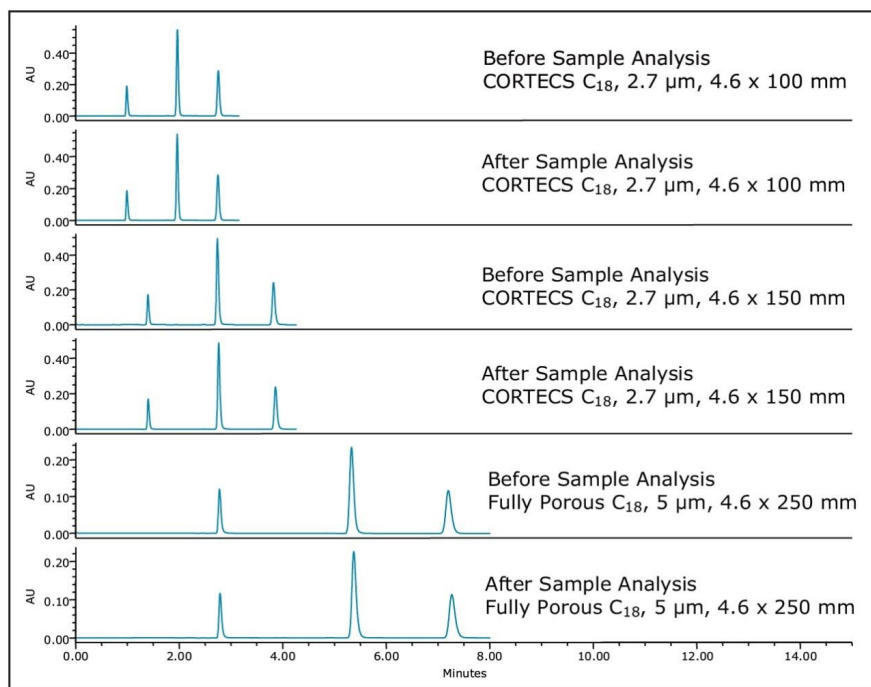 0.40
0.20
0.00
AU
Before Sample Analysis
CORTECS C₁₈, 2.7 µm, 4.6 x 100 mm
0.40
0.20
0.00
AU
After Sample Analysis
CORTECS C₁₈, 2.7 µm, 4.6 x 100 mm
0.40
0.20
0.00
AU
Before Sample Analysis
CORTECS C₁₈, 2.7 µm, 4.6 x 150 mm
0.40
0.20
0.00
AU
After Sample Analysis
CORTECS C₁₈, 2.7 µm, 4.6 x 150 mm
0.20
0.10
0.00
AU
Before Sample Analysis
Fully Porous C₁₈, 5 µm, 4.6 x 250 mm
0.20
0.10
0.00
AU
After Sample Analysis
Fully Porous C₁₈, 5 µm, 4.6 x 250 mm
0.00 2.00 4.00 6.00 8.00 10.00 12.00 14.00
Minutes